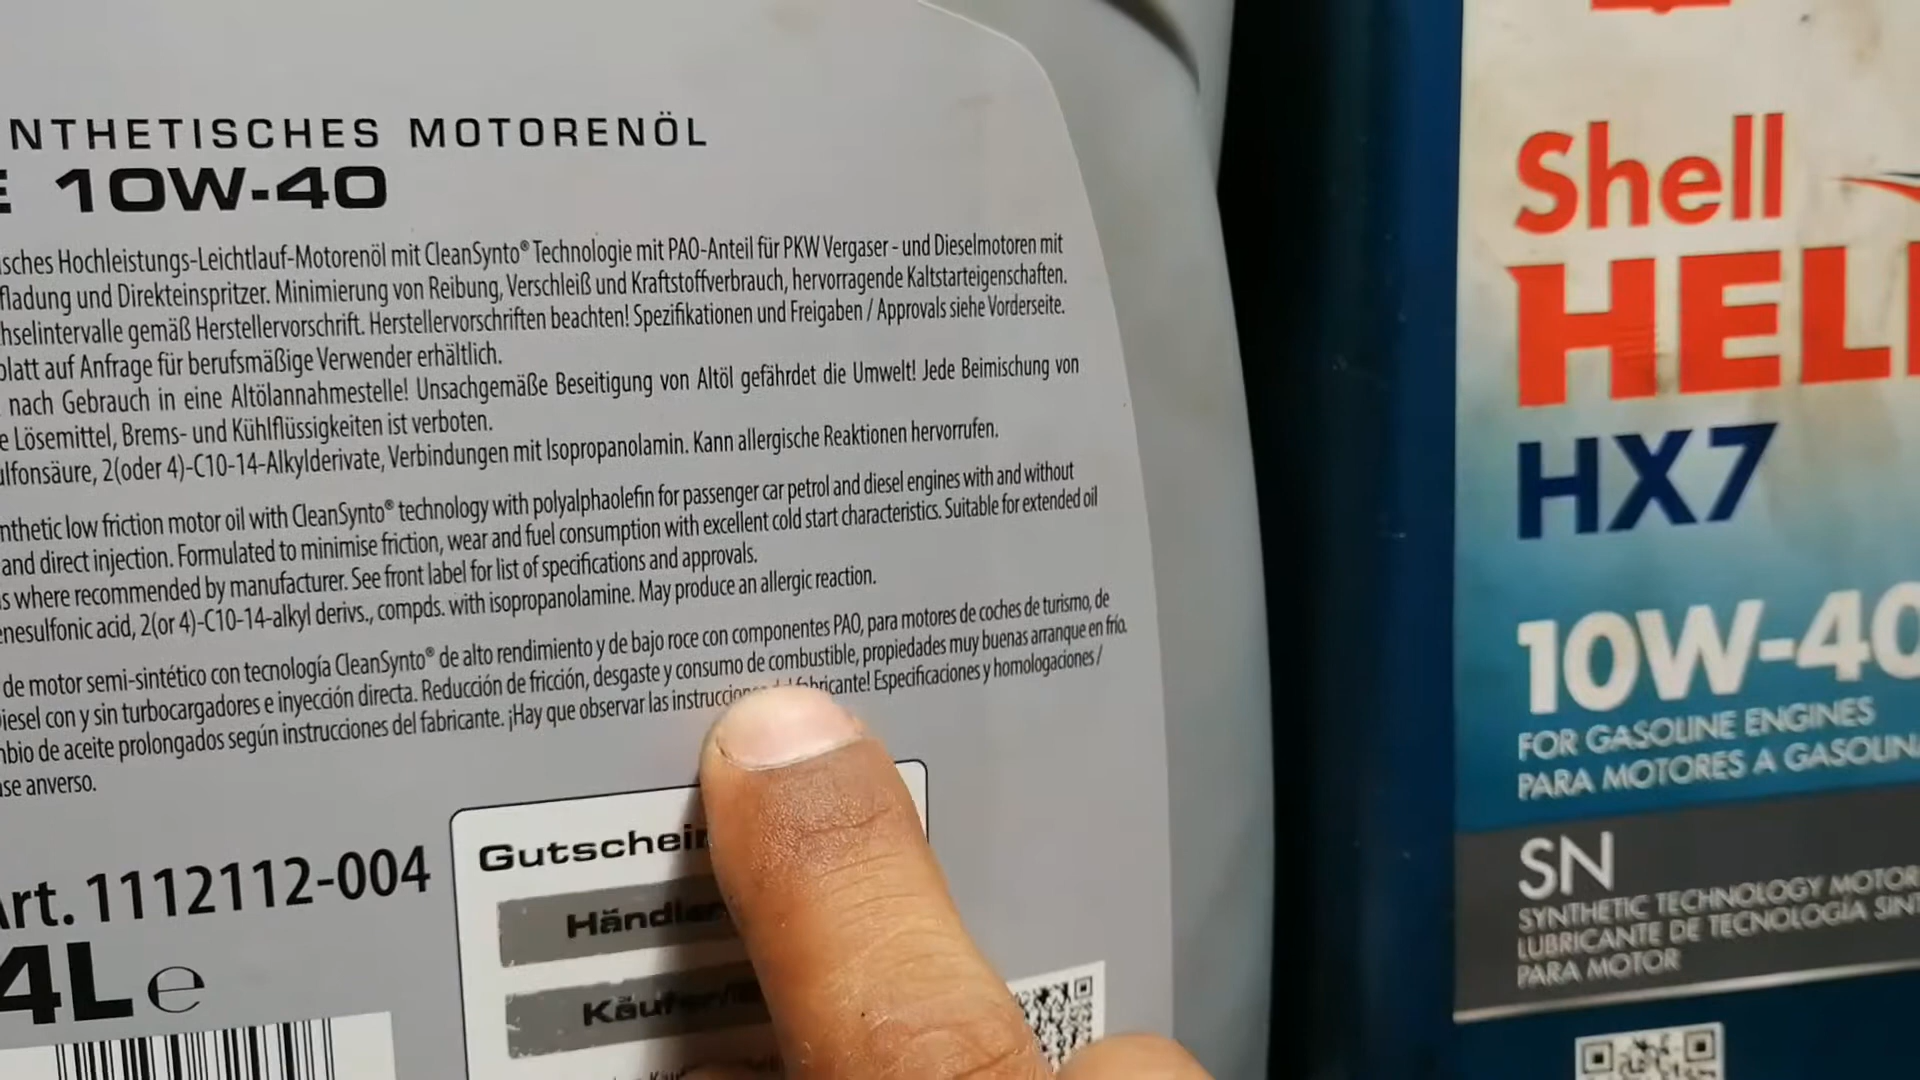 NTHETISCHES MOTORENÖL
E 10W-40
sches Hochleistungs-Leichtlauf-Motorenöl mit CleanSynto® Technologie mit PAO-Anteil für PKW Vergaser - und Dieselmotoren mit
fladung und Direkteinspritzer. Minimierung von Reibung, Verschleiß und Kraftstoffverbrauch, hervorragende Kaltstarteigenschaften.
hselintervalle gemäß Herstellervorschrift. Herstellervorschriften beachten! Spezifikationen und Freigaben / Approvals siehe Vorderseite.
blatt auf Anfrage für berufsmäßige Verwender erhältlich.
nach Gebrauch in eine Altölannahmestelle! Unsachgemäße Beseitigung von Altöl gefährdet die Umwelt! Jede Beimischung von
e Lösemittel, Brems- und Kühlflüssigkeiten ist verboten.
ulfonsäure, 2(oder 4)-C10-14-Alkylderivate, Verbindungen mit Isopropanolamin. Kann allergische Reaktionen hervorrufen.
nthetic low friction motor oil with CleanSynto® technology with polyalphaolefin for passenger car petrol and diesel engines with and without
and direct injection. Formulated to minimise friction, wear and fuel consumption with excellent cold start characteristics. Suitable for extended oil
s where recommended by manufacturer. See front label for list of specifications and approvals.
enesulfonic acid, 2(or 4)-C10-14-alkyl derivs., compds. with isopropanolamine. May produce an allergic reaction.
de motor semi-sintético con tecnología CleanSynto® de alto rendimiento y de bajo roce con componentes PAO, para motores de coches de turismo, de
iesel con y sin turbocargadores e inyección directa. Reducción de fricción, desgaste y consumo de combustible, propiedades muy buenas arranque en frío.
nbio de aceite prolongados según instrucciones del fabricante. ¡Hay que observar las instrucciones del fabricante! Especificaciones y homologaciones /
se anverso.
Art. 1112112-004
4L e
Gutschein
Händler
Käufer
Shell
HEL
HX7
10W-40
FOR GASOLINE ENGINES
PARA MOTORES A GASOLIN
SN
SYNTHETIC TECHNOLOGY MOTOR
LUBRICANTE DE TECNOLOGÍA SINT
PARA MOTOR